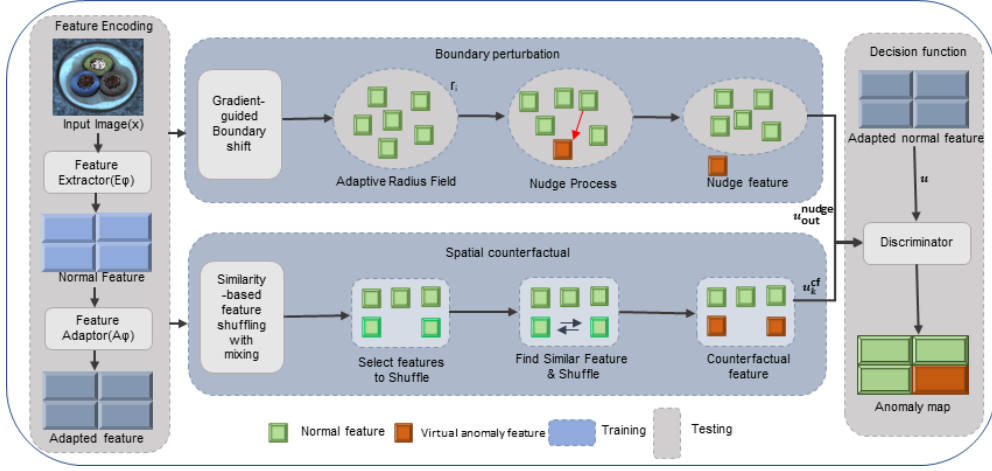 Feature Encoding
Input Image(x)
Feature
Extractor(Eφ)
Normal Feature
Feature
Adaptor(Aφ)
Adapted feature
Boundary perturbation
Gradient-
guided
Boundary
shift
Adaptive Radius Field
rᵢ
Nudge Process
Nudge feature
Spatial counterfactual
Similarity
-based
feature
shuffling
with
mixing
Select features
to Shuffle
Find Similar Feature
& Shuffle
Counterfactual
feature
u_out^nudge
u_k^cf
Decision function
Adapted normal feature
u
Discriminator
Anomaly map
Normal feature
Virtual anomaly feature
Training
Testing